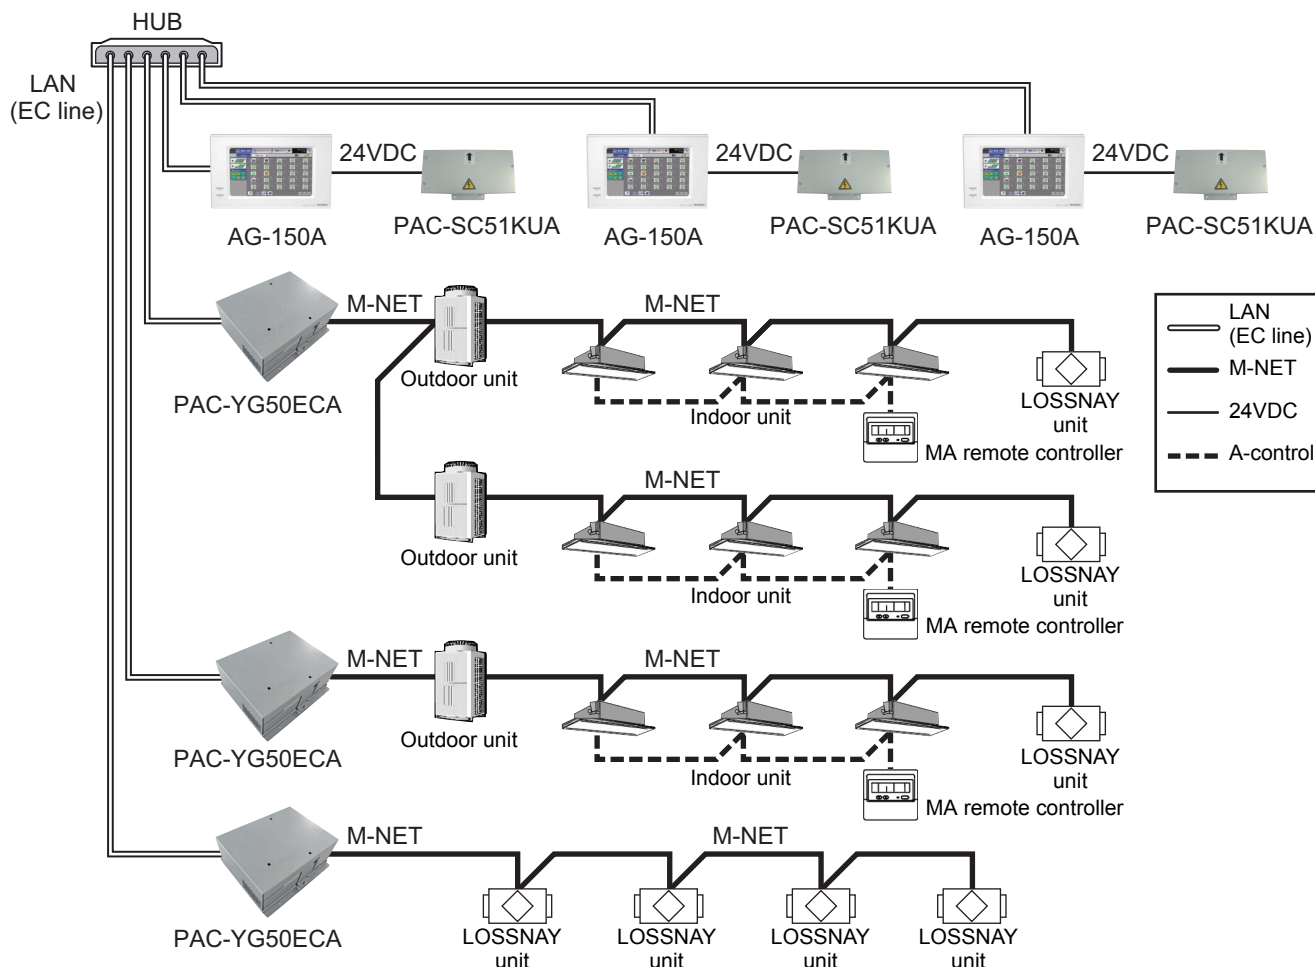 HUB
LAN
(EC line)
24VDC
24VDC
24VDC
AG-150A
PAC-SC51KUA
AG-150A
PAC-SC51KUA
AG-150A
PAC-SC51KUA
M-NET
M-NET
LAN
(EC line)
M-NET
24VDC
A-control
PAC-YG50ECA
Outdoor unit
Indoor unit
LOSSNAY
unit
MA remote controller
M-NET
Outdoor unit
Indoor unit
LOSSNAY
unit
MA remote controller
M-NET
M-NET
PAC-YG50ECA
Outdoor unit
Indoor unit
LOSSNAY
unit
MA remote controller
M-NET
M-NET
PAC-YG50ECA
LOSSNAY
unit
LOSSNAY
unit
LOSSNAY
unit
LOSSNAY
unit